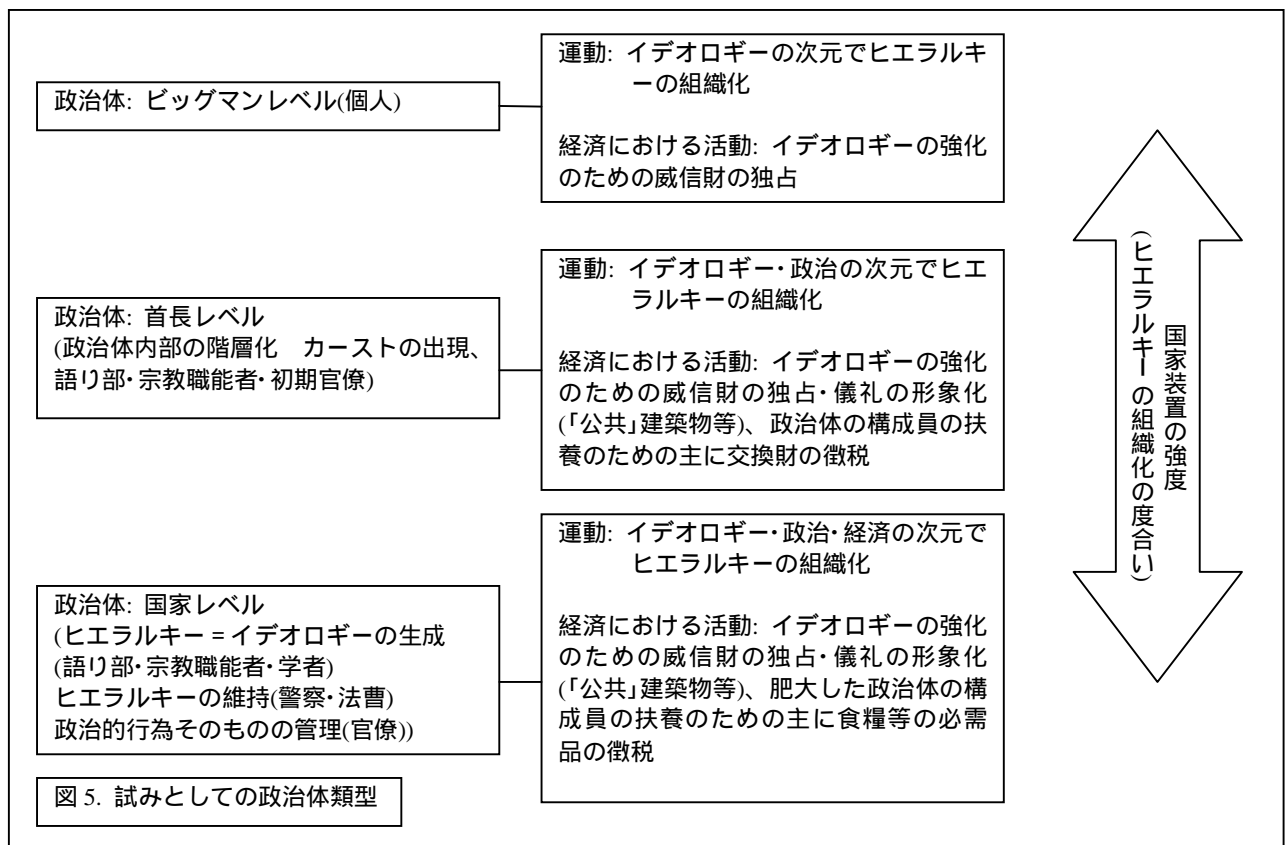 政治体: ビッグマンレベル(個人)
運動: イデオロギーの次元でヒエラルキ
ーの組織化
経済における活動: イデオロギーの強化
のための威信財の独占
政治体: 首長レベル
(政治体内部の階層化　カーストの出現、
語り部・宗教職能者・初期官僚)
運動: イデオロギー・政治の次元でヒエ
ラルキーの組織化
経済における活動: イデオロギーの強化
のための威信財の独占・儀礼の形象化
(｢公共｣建築物等)、政治体の構成員の扶
養のための主に交換財の徴税
政治体: 国家レベル
(ヒエラルキー = イデオロギーの生成
(語り部・宗教職能者・学者)
ヒエラルキーの維持(警察・法曹)
政治的行為そのものの管理(官僚))
運動: イデオロギー・政治・経済の次元で
ヒエラルキーの組織化
経済における活動: イデオロギーの強化
のための威信財の独占・儀礼の形象化
(｢公共｣建築物等)、肥大した政治体の構
成員の扶養のための主に食糧等の必需
品の徴税
国家装置の強度
(ヒエラルキーの組織化の度合い)
図 5. 試みとしての政治体類型